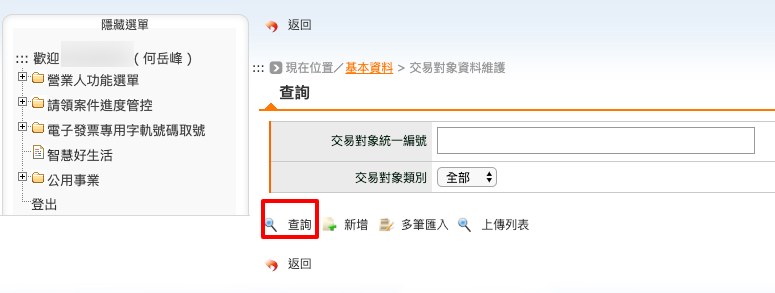 隱藏選單
::: 歡迎 ( 何岳峰 )
營業人功能選單
請領案件進度管控
電子發票專用字軌號碼取號
智慧好生活
公用事業
登出
返回
::: 現在位置／基本資料 > 交易對象資料維護
查詢
交易對象統一編號
交易對象類別 全部
查詢 新增 多筆匯入 上傳列表
返回